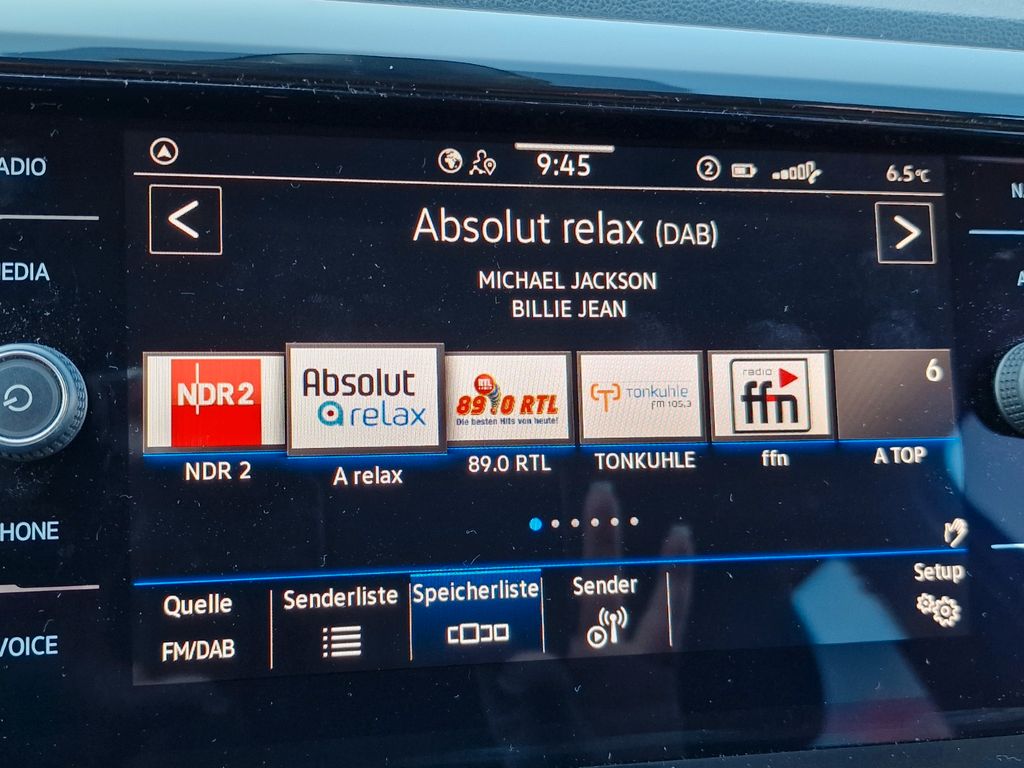 ADIO
9:45
2
6.5°C
<
Absolut relax (DAB)
>
EDIA
MICHAEL JACKSON
BILLIE JEAN
NDR 2
Absolut
relax
RTL
89.0 RTL
Die besten Hits von heute!
Tonkuhle
FM 105.3
radio
ffn
6
NDR 2
A relax
89.0 RTL
TONKUHLE
ffn
A TOP
HONE
Quelle
FM/DAB
Senderliste
Speicherliste
Sender
Setup
VOICE
N
A